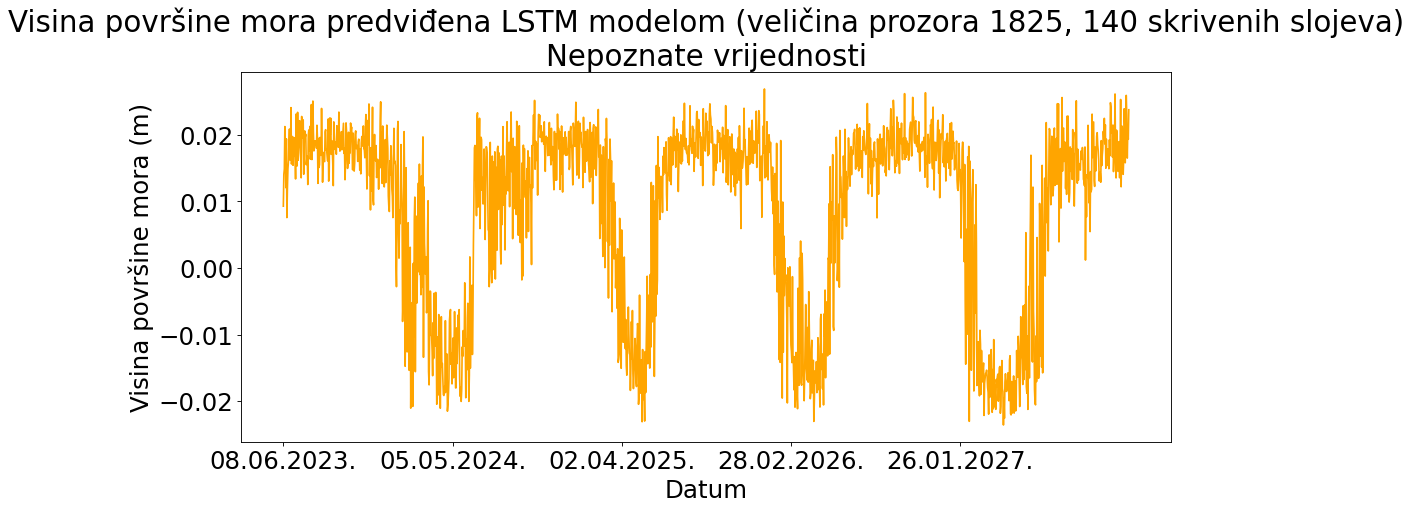 Visina površine mora predviđena LSTM modelom (veličina prozora 1825, 140 skrivenih slojeva)
Nepoznate vrijednosti
Visina površine mora (m)
0.02
0.01
0.00
−0.01
−0.02
08.06.2023. 05.05.2024. 02.04.2025. 28.02.2026. 26.01.2027.
Datum